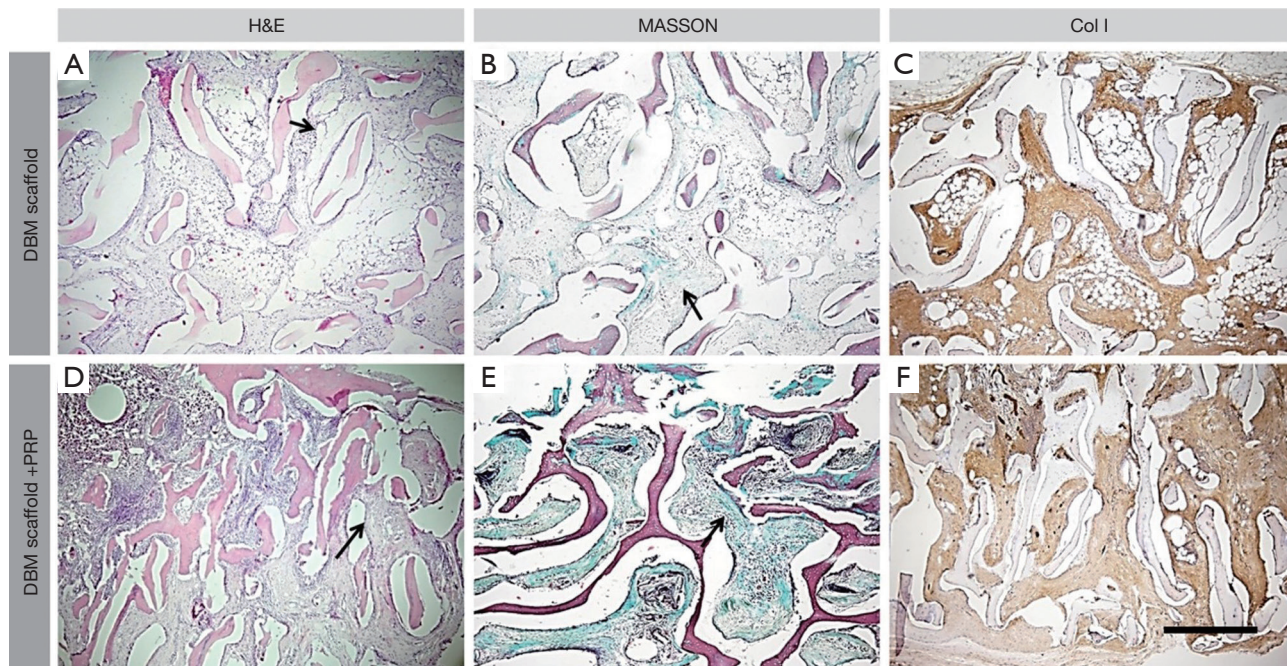 H&E
MASSON
Col I
DBM scaffold
A
B
C
DBM scaffold +PRP
D
E
F